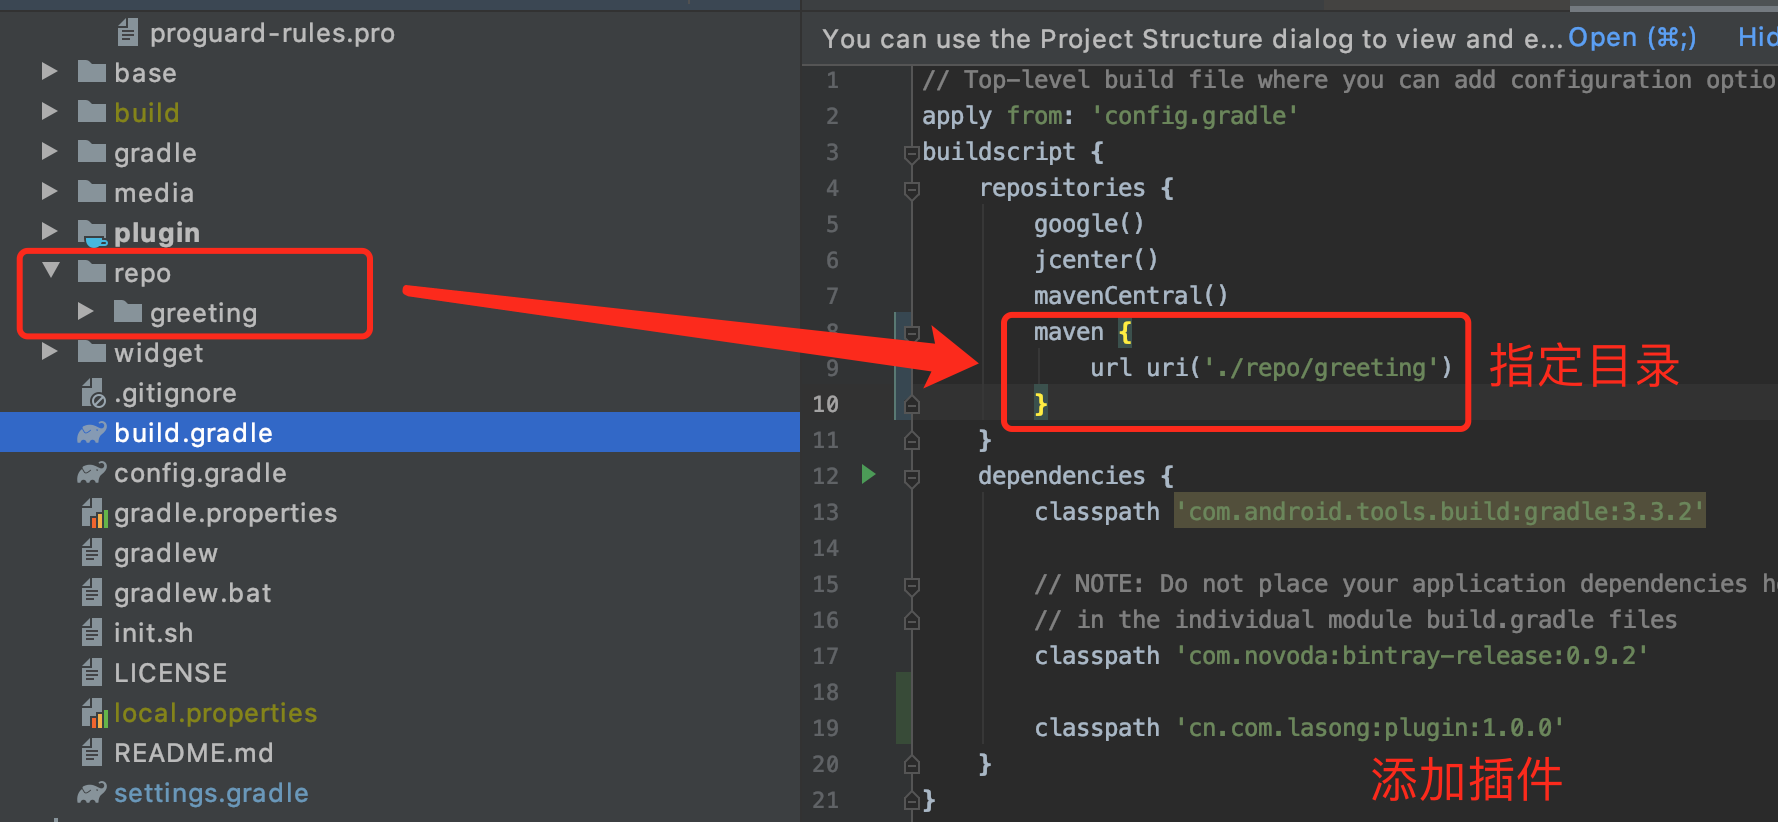 proguard-rules.pro
base
build
gradle
media
plugin
repo
greeting
widget
.gitignore
build.gradle
config.gradle
gradle.properties
gradlew
gradlew.bat
init.sh
LICENSE
local.properties
README.md
settings.gradle
You can use the Project Structure dialog to view and e... Open (⌘;) Hid
1 // Top-level build file where you can add configuration optio
2 apply from: 'config.gradle'
3 buildscript {
4 repositories {
5 google()
6 jcenter()
7 mavenCentral()
8 maven {
9 url uri('./repo/greeting')
指定目录
10 }
11 }
12 dependencies {
13 classpath 'com.android.tools.build:gradle:3.3.2'
14
15 // NOTE: Do not place your application dependencies h
16 // in the individual module build.gradle files
17 classpath 'com.novoda:bintray-release:0.9.2'
18
19 classpath 'cn.com.lasong:plugin:1.0.0'
20 }
添加插件
21 }